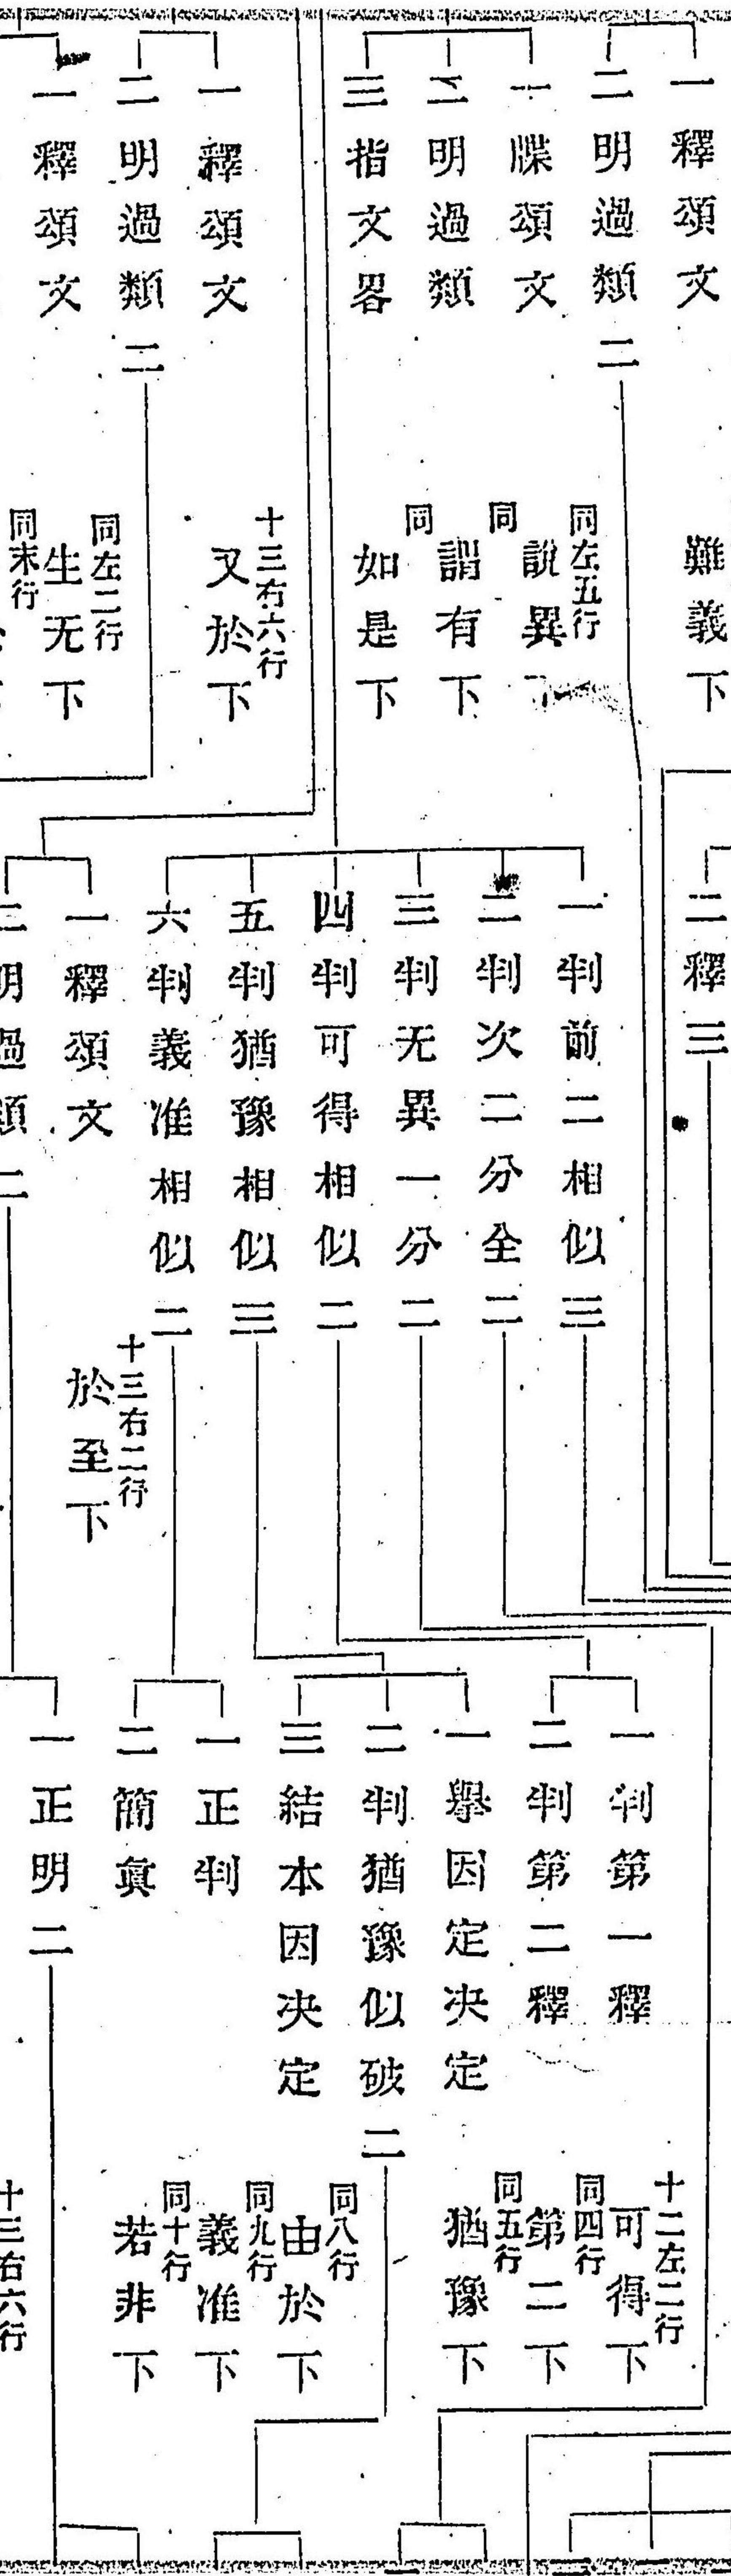 一釋頌文
難義下
二明過類二
一牒頌文
同左五行
說異下
二明過類
同
謂有下
三指文畧
同
如是下
一釋頌文
十三右六行
又於下
二明過類二
一釋頌文
同左二行
生无下
同末行
二釋三
一判前二相似三
二判次二分全二
三判无異一分二
四判可得相似二
五判猶豫相似三
六判義准相似二
一釋頌文
十三右二行
於至下
二明過類二
一判第一釋
十二左二行
可得下
二判第二釋
同四行
第二下
一舉因定決定
同五行
猶豫下
二判猶豫似破二
三結本因決定
同八行
由於下
一正判
同九行
義准下
二簡真
同十行
若非下
一正明二
十三右六行